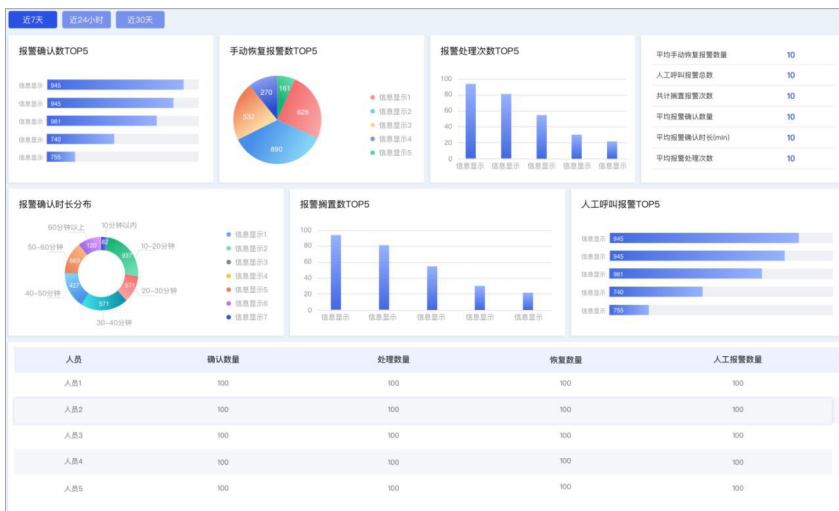 近7天 近24小时 近30天
报警确认数TOP5
信息显示 945
信息显示 945
信息显示 981
信息显示 740
信息显示 755
手动恢复报警数TOP5
270 161
532 626
890
信息显示1
信息显示2
信息显示3
信息显示4
信息显示5
报警处理次数TOP5
100
80
60
40
20
0
信息显示 信息显示 信息显示 信息显示 信息显示
平均手动恢复报警数量 10
人工呼叫报警总数 10
共计搁置报警次数 10
平均报警确认数量 10
平均报警确认时长(min) 10
平均报警处理次数 10
报警确认时长分布
60分钟以上 10分钟以内
50-60分钟 120 62 10-20分钟
683 937
40-50分钟 427 571 20-30分钟
571
30-40分钟
信息显示1
信息显示2
信息显示3
信息显示4
信息显示5
信息显示6
信息显示7
报警搁置数TOP5
100
80
60
40
20
0
信息显示 信息显示 信息显示 信息显示 信息显示
人工呼叫报警TOP5
信息显示 945
信息显示 945
信息显示 981
信息显示 740
信息显示 755
人员 确认数量 处理数量 恢复数量 人工报警数量
人员1 100 100 100 100
人员2 100 100 100 100
人员3 100 100 100 100
人员4 100 100 100 100
人员5 100 100 100 100